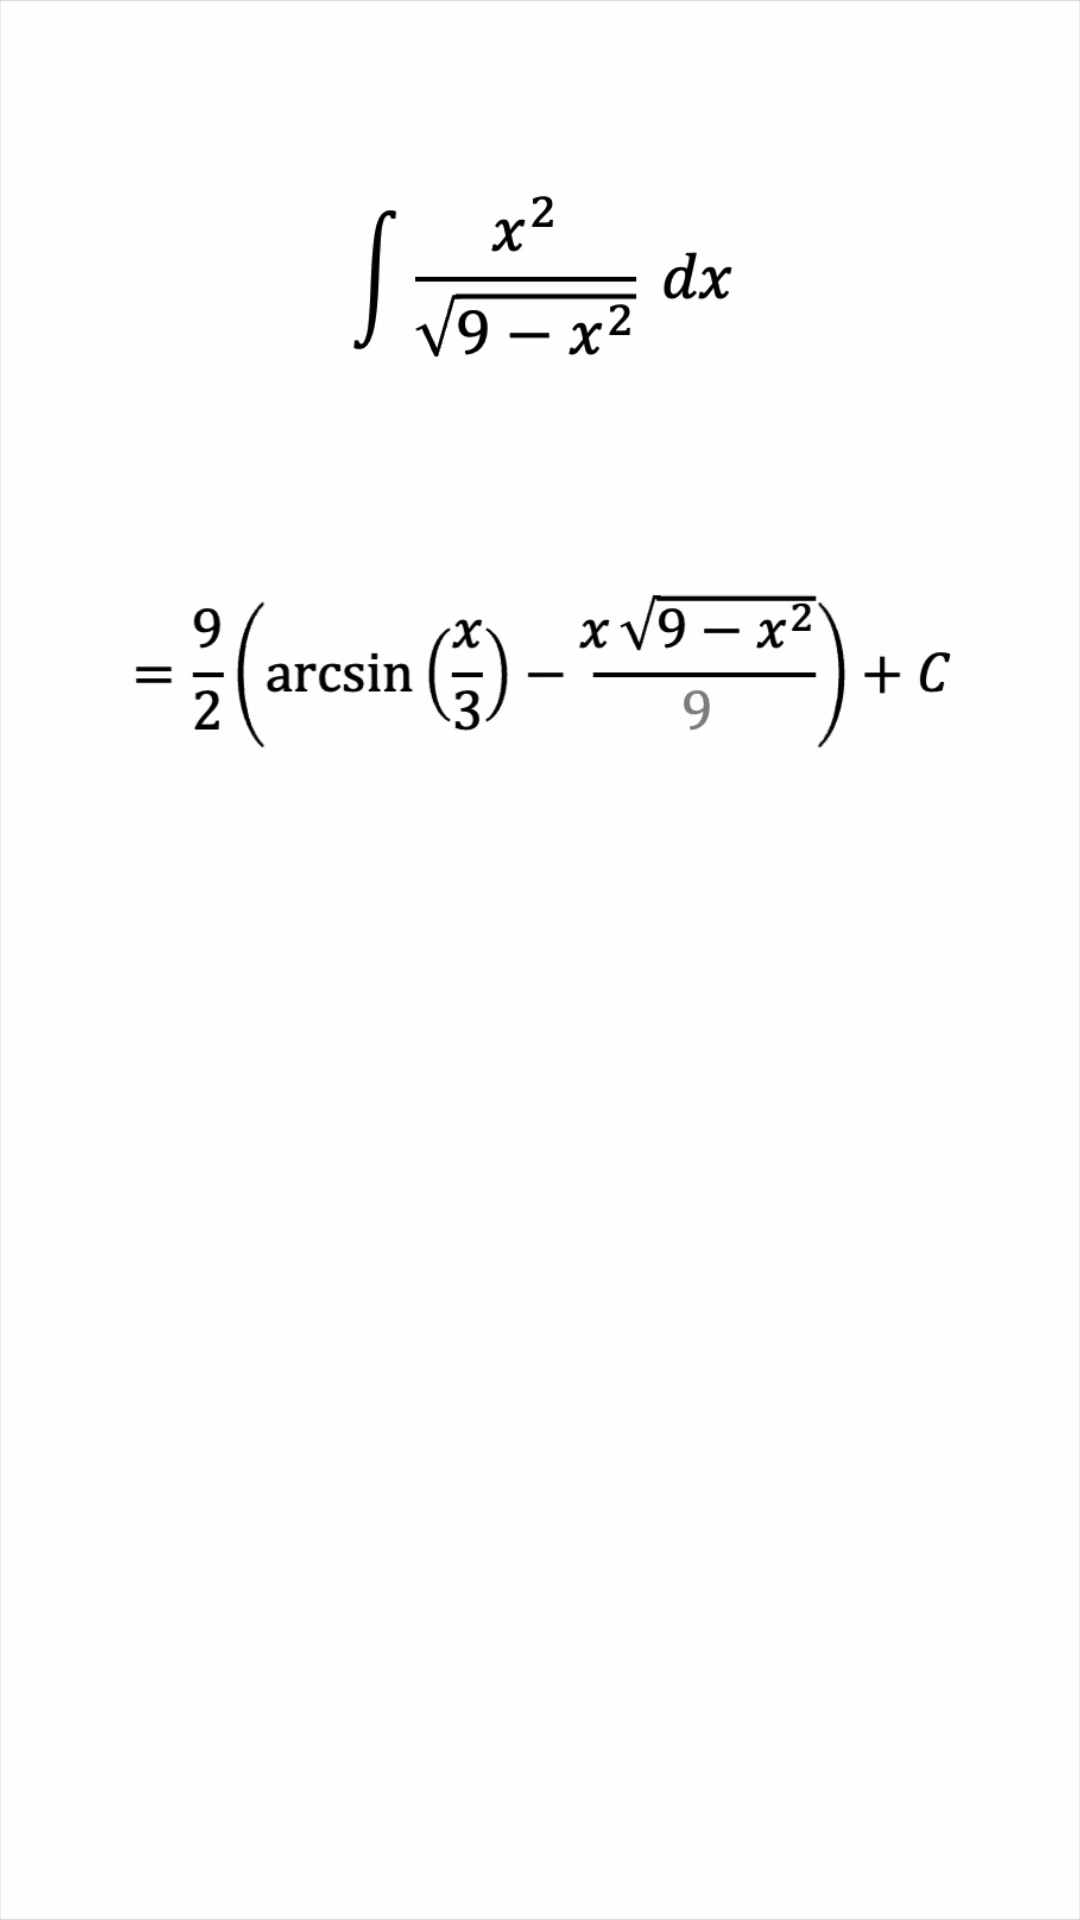 ∫ x²/√(9 − x²) dx
= 9/2 (arcsin (x/3) − x√(9 − x²)/9) + C